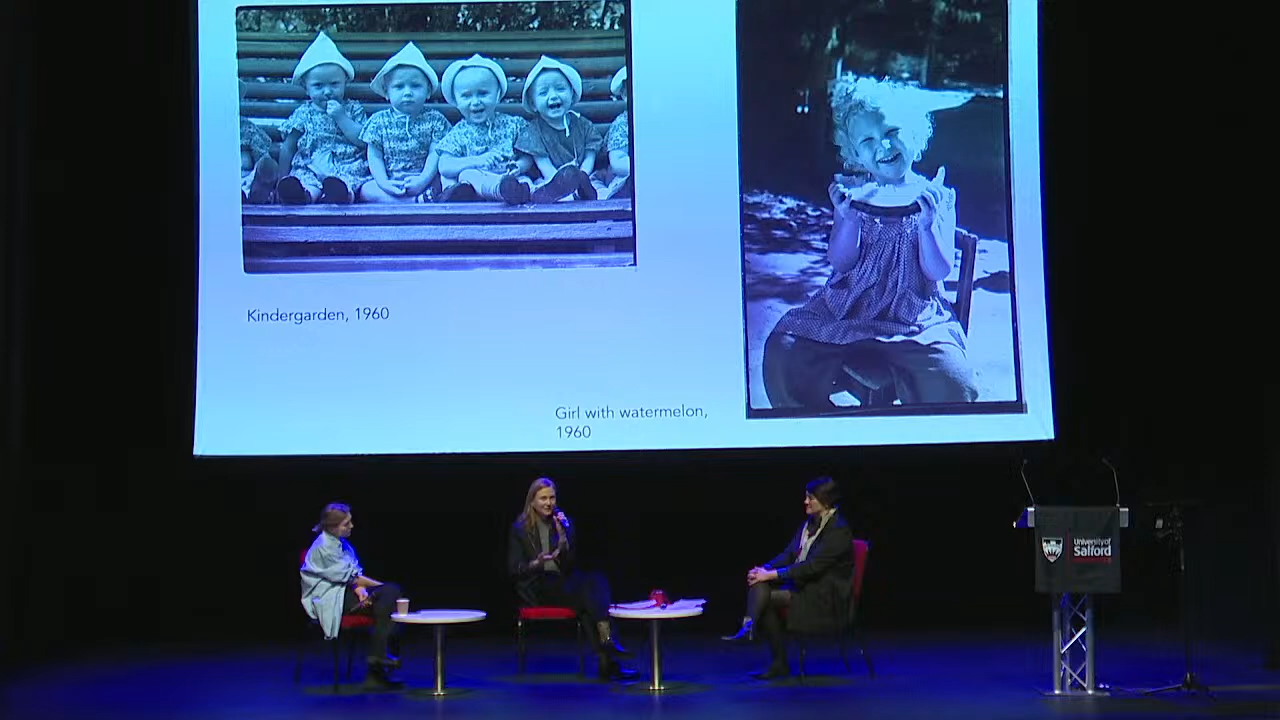 Kindergarden, 1960
Girl with watermelon,
1960
University of
Salford